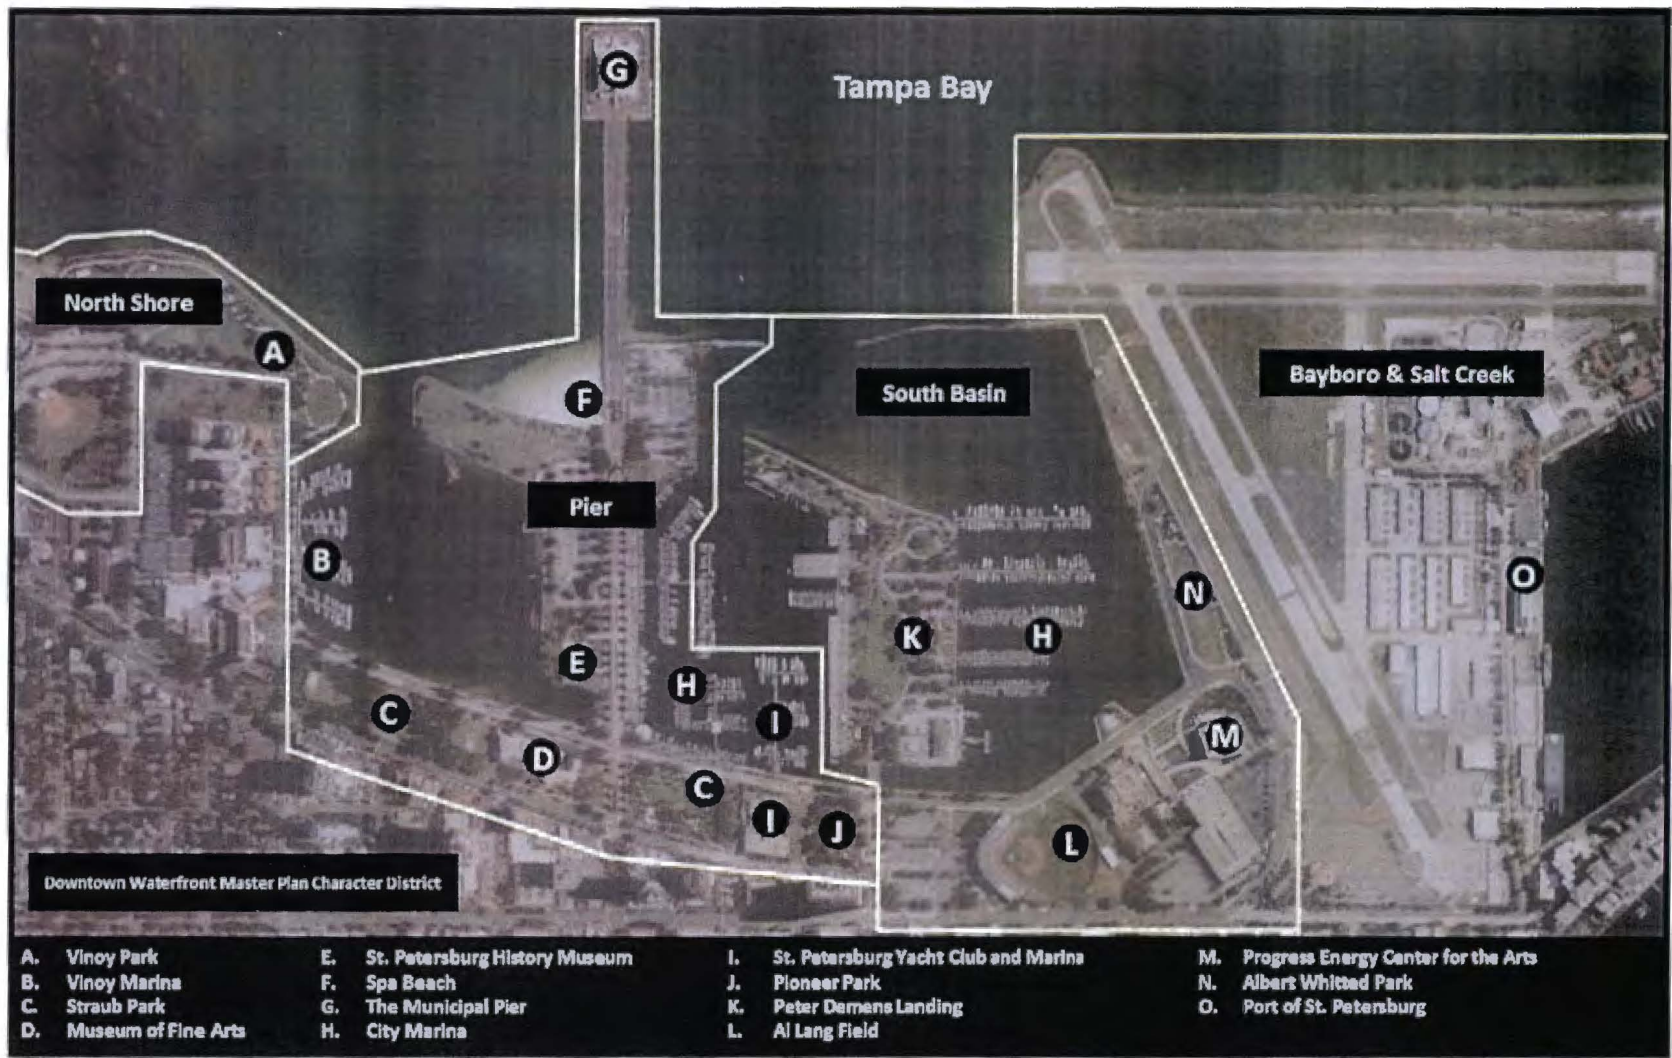 Tampa Bay
G
North Shore
A
F
South Basin
Bayboro & Salt Creek
Pier
B
O
N
K
H
E
H
C
I
M
D
C
I
J
L
Downtown Waterfront Master Plan Character District
A. Vinoy Park
B. Vinoy Marina
C. Straub Park
D. Museum of Fine Arts
E. St. Petersburg History Museum
F. Spa Beach
G. The Municipal Pier
H. City Marina
I. St. Petersburg Yacht Club and Marina
J. Pioneer Park
K. Peter Demens Landing
L. Al Lang Field
M. Progress Energy Center for the Arts
N. Albert Whitted Park
O. Port of St. Petersburg